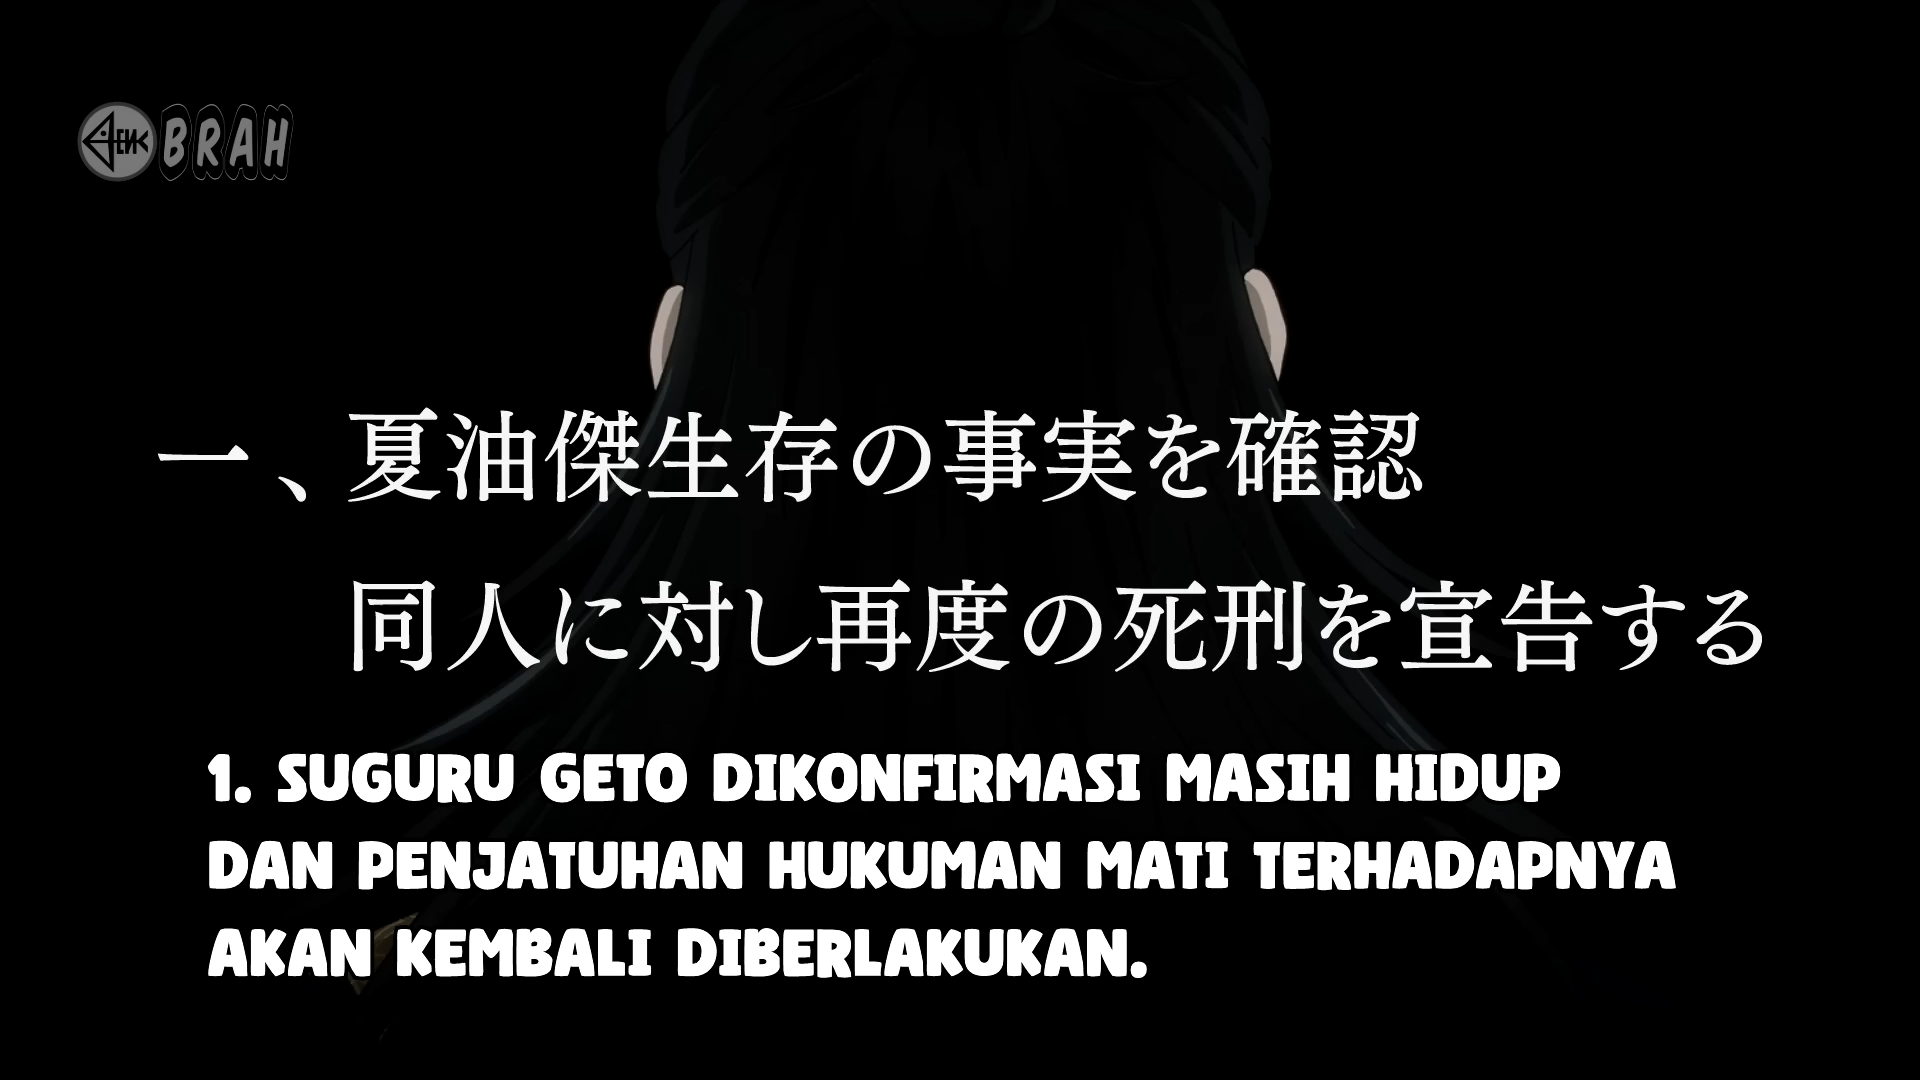 ЕИК BRAH
一、夏油傑生存の事実を確認
同人に対し再度の死刑を宣告する
1. SUGURU GETO DIKONFIRMASI MASIH HIDUP
DAN PENJATUHAN HUKUMAN MATI TERHADAPNYA
AKAN KEMBALI DIBERLAKUKAN.